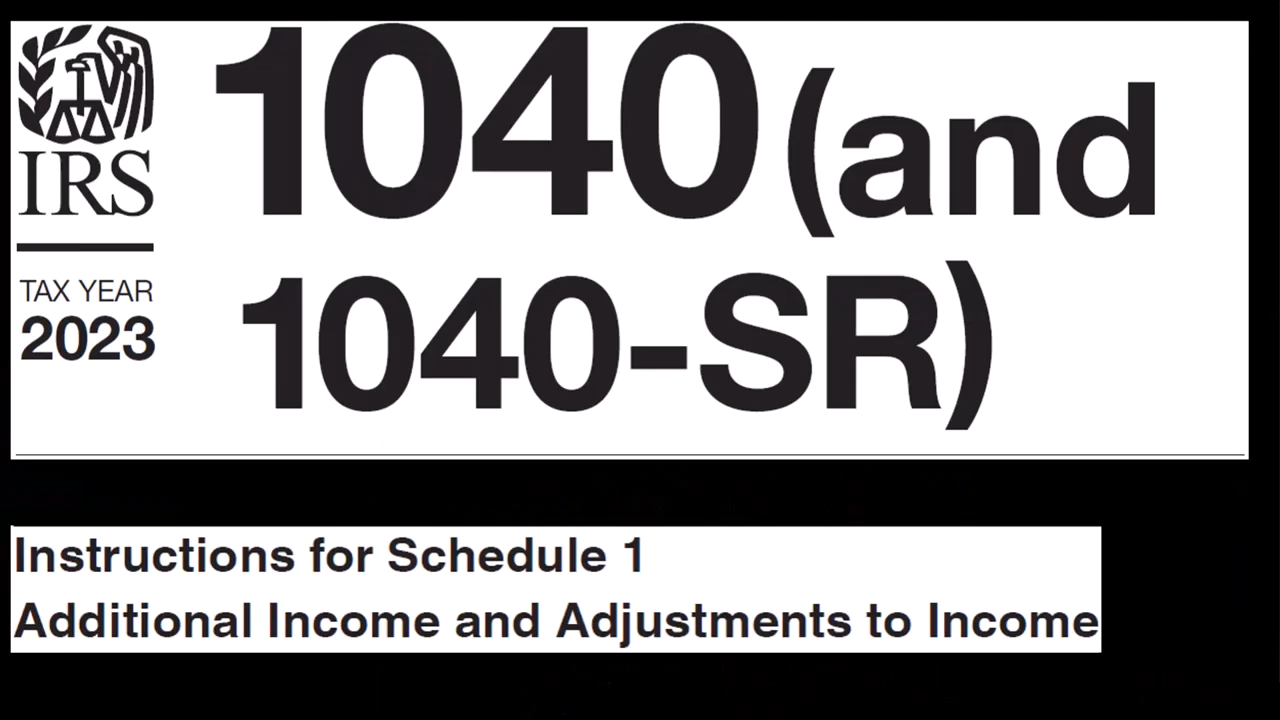 IRS
TAX YEAR
2023
1040 (and
1040-SR)
Instructions for Schedule 1
Additional Income and Adjustments to Income